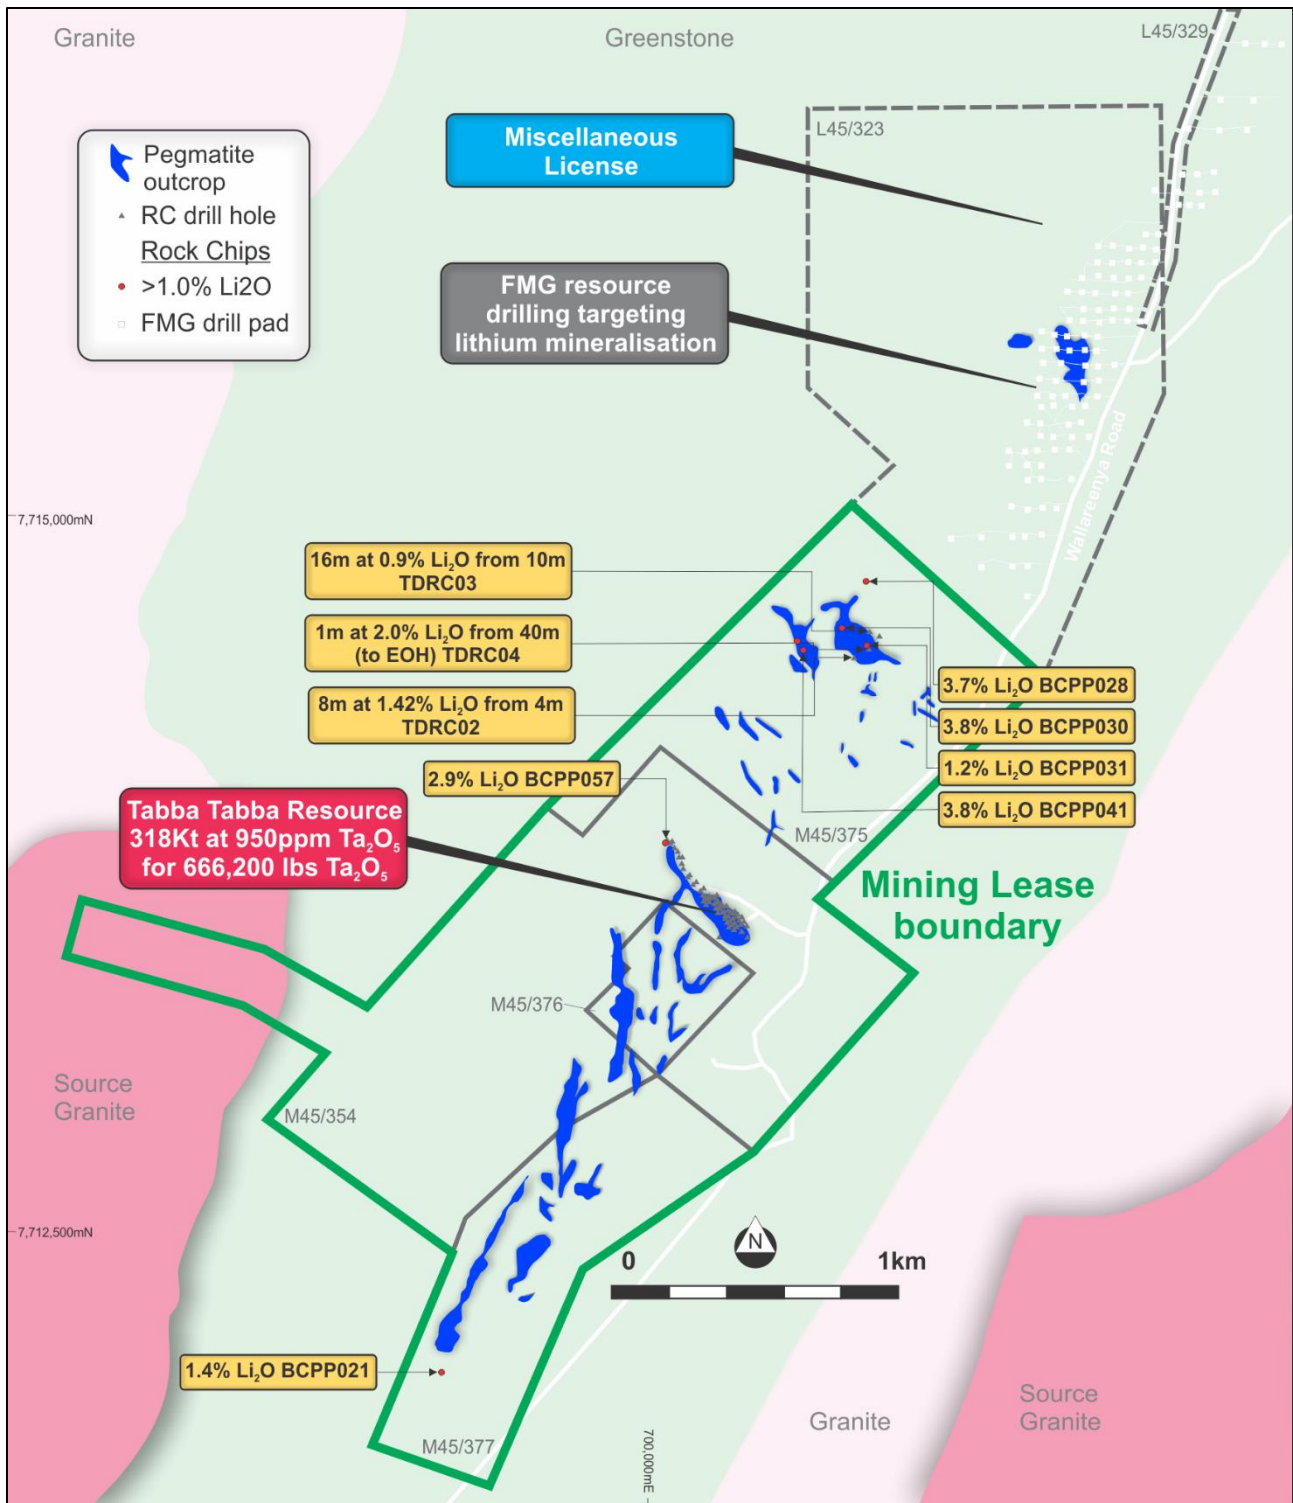 Granite
Greenstone
L45/329
Pegmatite
outcrop
RC drill hole
Rock Chips
>1.0% Li2O
FMG drill pad
Miscellaneous
License
L45/323
FMG resource
drilling targeting
lithium mineralisation
Wallareenya Road
7,715,000mN
16m at 0.9% Li₂O from 10m
TDRC03
1m at 2.0% Li₂O from 40m
(to EOH) TDRC04
8m at 1.42% Li₂O from 4m
TDRC02
3.7% Li₂O BCPP028
3.8% Li₂O BCPP030
1.2% Li₂O BCPP031
3.8% Li₂O BCPP041
2.9% Li₂O BCPP057
Tabba Tabba Resource
318Kt at 950ppm Ta₂O₅
for 666,200 lbs Ta₂O₅
M45/375
Mining Lease
boundary
M45/376
Source
Granite
M45/354
7,712,500mN
N
0
1km
1.4% Li₂O BCPP021
M45/377
700,000mE
Granite
Source
Granite